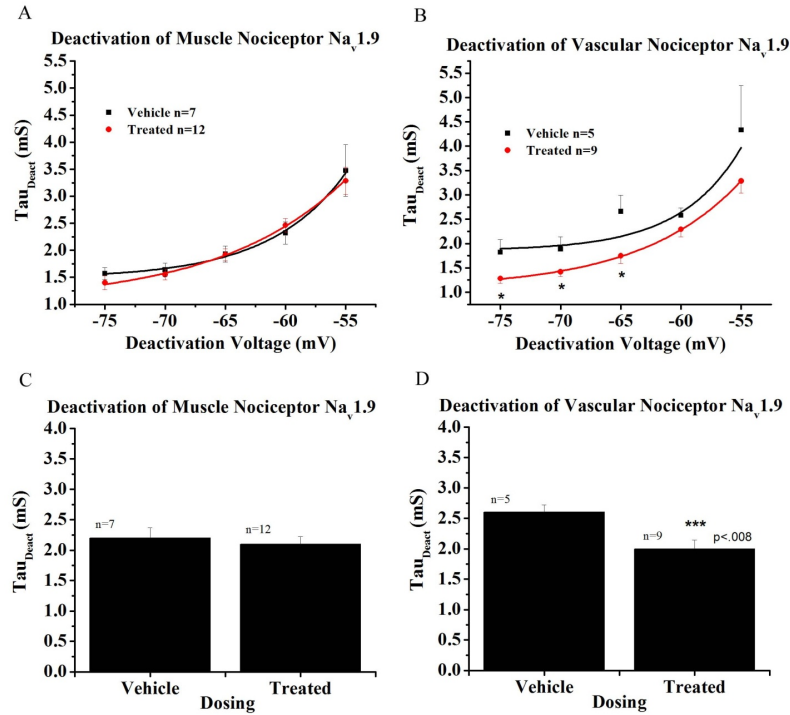 A
Deactivation of Muscle Nociceptor Nav1.9
5.5
5.0
4.5
4.0
3.5
3.0
2.5
2.0
1.5
1.0
TauDeact (mS)
Vehicle n=7
Treated n=12
-75 -70 -65 -60 -55
Deactivation Voltage (mV)
B
Deactivation of Vascular Nociceptor Nav1.9
5.5
5.0
4.5
4.0
3.5
3.0
2.5
2.0
1.5
1.0
TauDeact (mS)
Vehicle n=5
Treated n=9
* * *
-75 -70 -65 -60 -55
Deactivation Voltage (mV)
C
Deactivation of Muscle Nociceptor Nav1.9
4.0
3.5
3.0
2.5
2.0
1.5
1.0
0.5
0.0
TauDeact (mS)
n=7
n=12
Vehicle Treated
Dosing
D
Deactivation of Vascular Nociceptor Nav1.9
4.0
3.5
3.0
2.5
2.0
1.5
1.0
0.5
0.0
TauDeact (mS)
n=5
***
n=9 p<.008
Vehicle Treated
Dosing